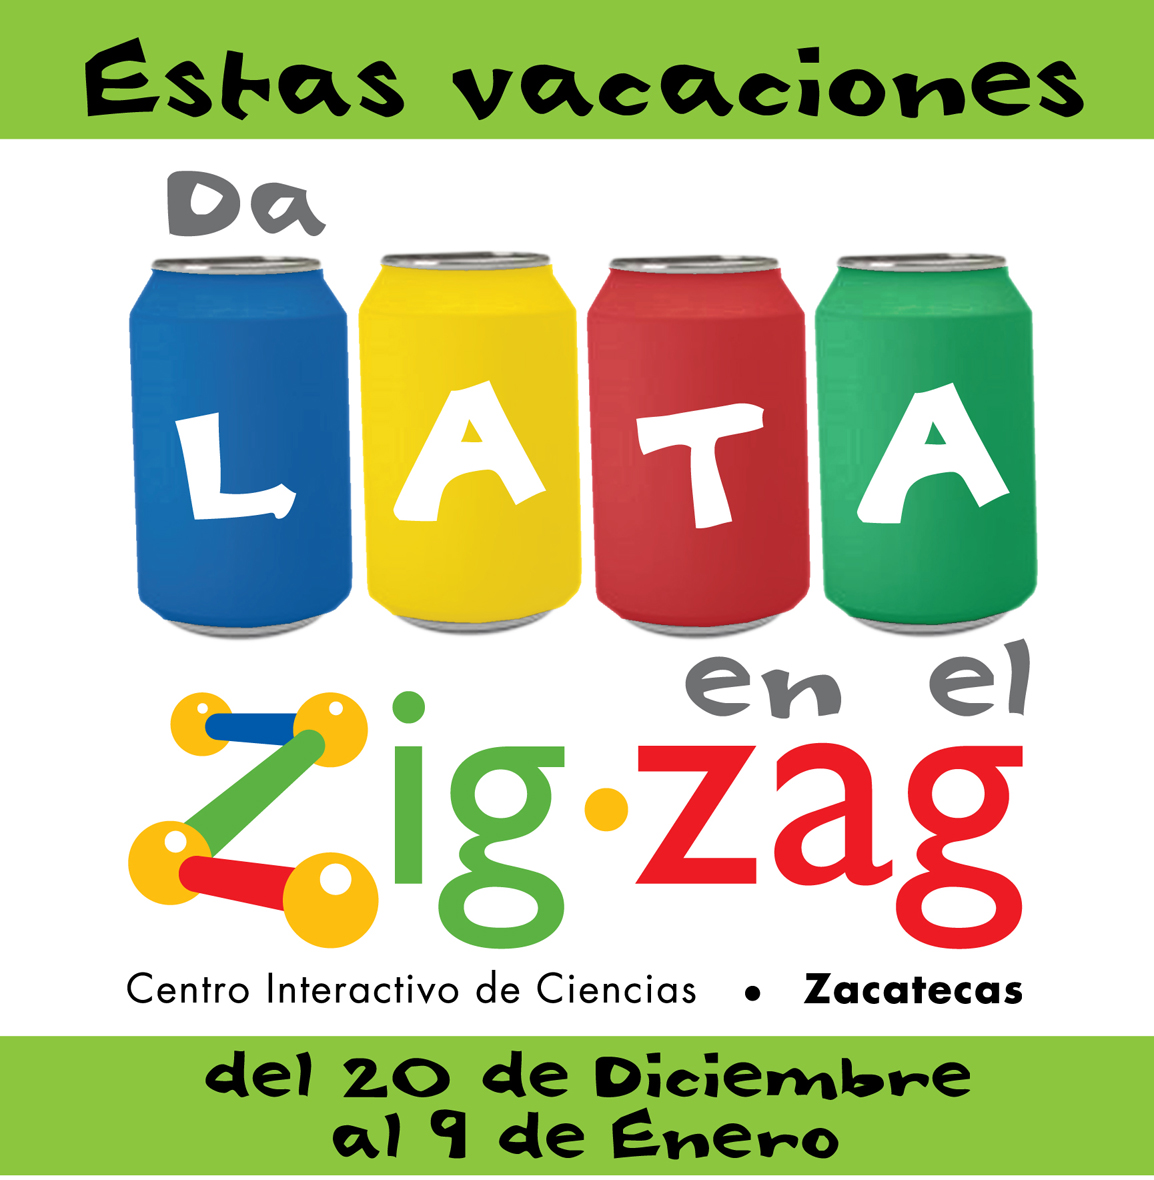 Estas vacaciones
Da
LATA
en el
Zig·zag
Centro Interactivo de Ciencias • Zacatecas
del 20 de Diciembre
al 9 de Enero